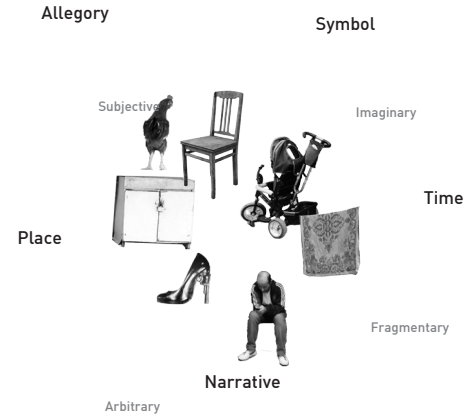 Allegory
Symbol
Subjective
Imaginary
Time
Place
Fragmentary
Narrative
Arbitrary